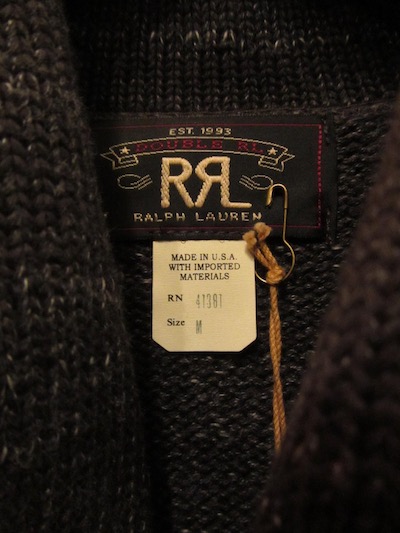 EST. 1993
DOUBLE RL
RRL
RALPH LAUREN
MADE IN U.S.A.
WITH IMPORTED
MATERIALS
RN 41381
Size M